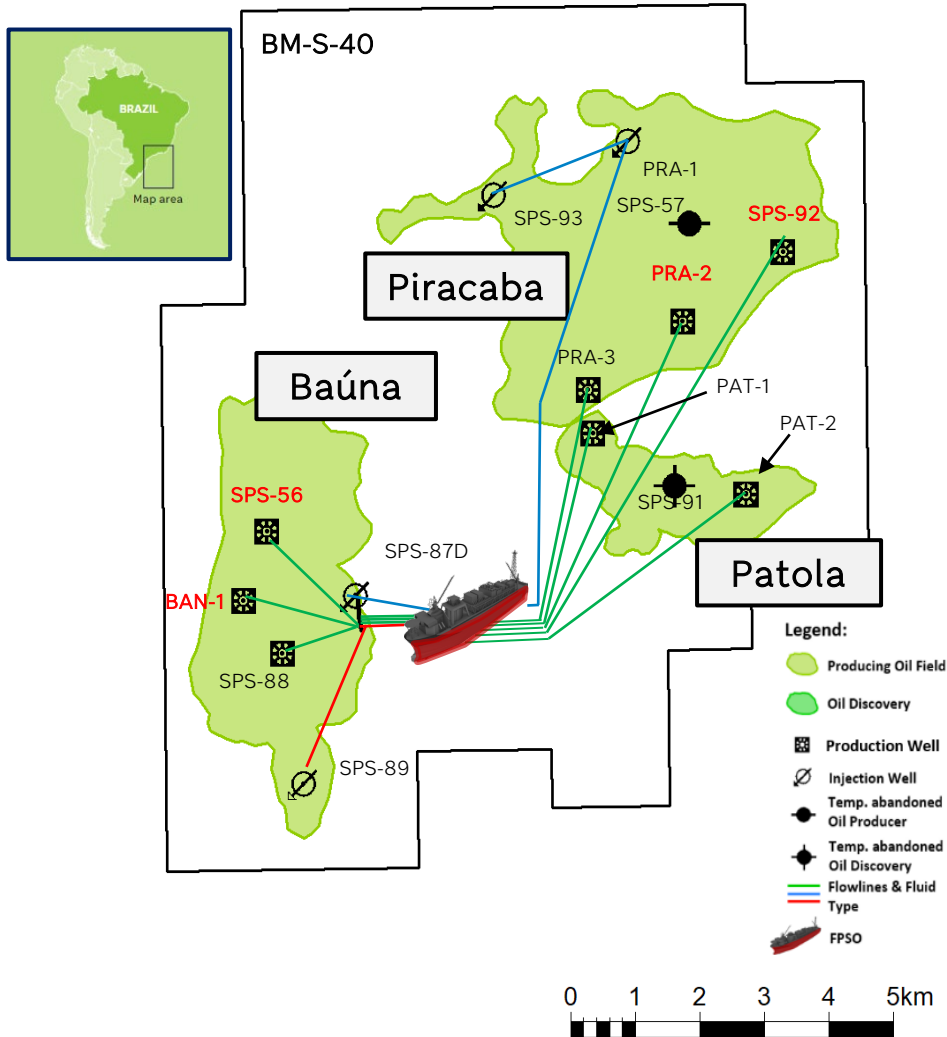 BM-S-40
BRAZIL
Map area
PRA-1
SPS-93
SPS-57
SPS-92
Piracaba
PRA-2
PRA-3
Baúna
PAT-1
PAT-2
SPS-56
SPS-91
SPS-87D
Patola
BAN-1
SPS-88
SPS-89
Legend:
Producing Oil Field
Oil Discovery
Production Well
Injection Well
Temp. abandoned
Oil Producer
Temp. abandoned
Oil Discovery
Flowlines & Fluid
Type
FPSO
0 1 2 3 4 5km